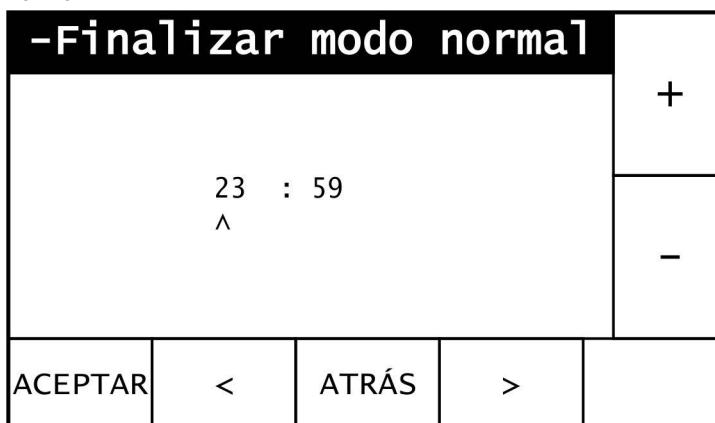 -Finalizar modo normal
+
23 : 59
^
-
ACEPTAR < ATRÁS >